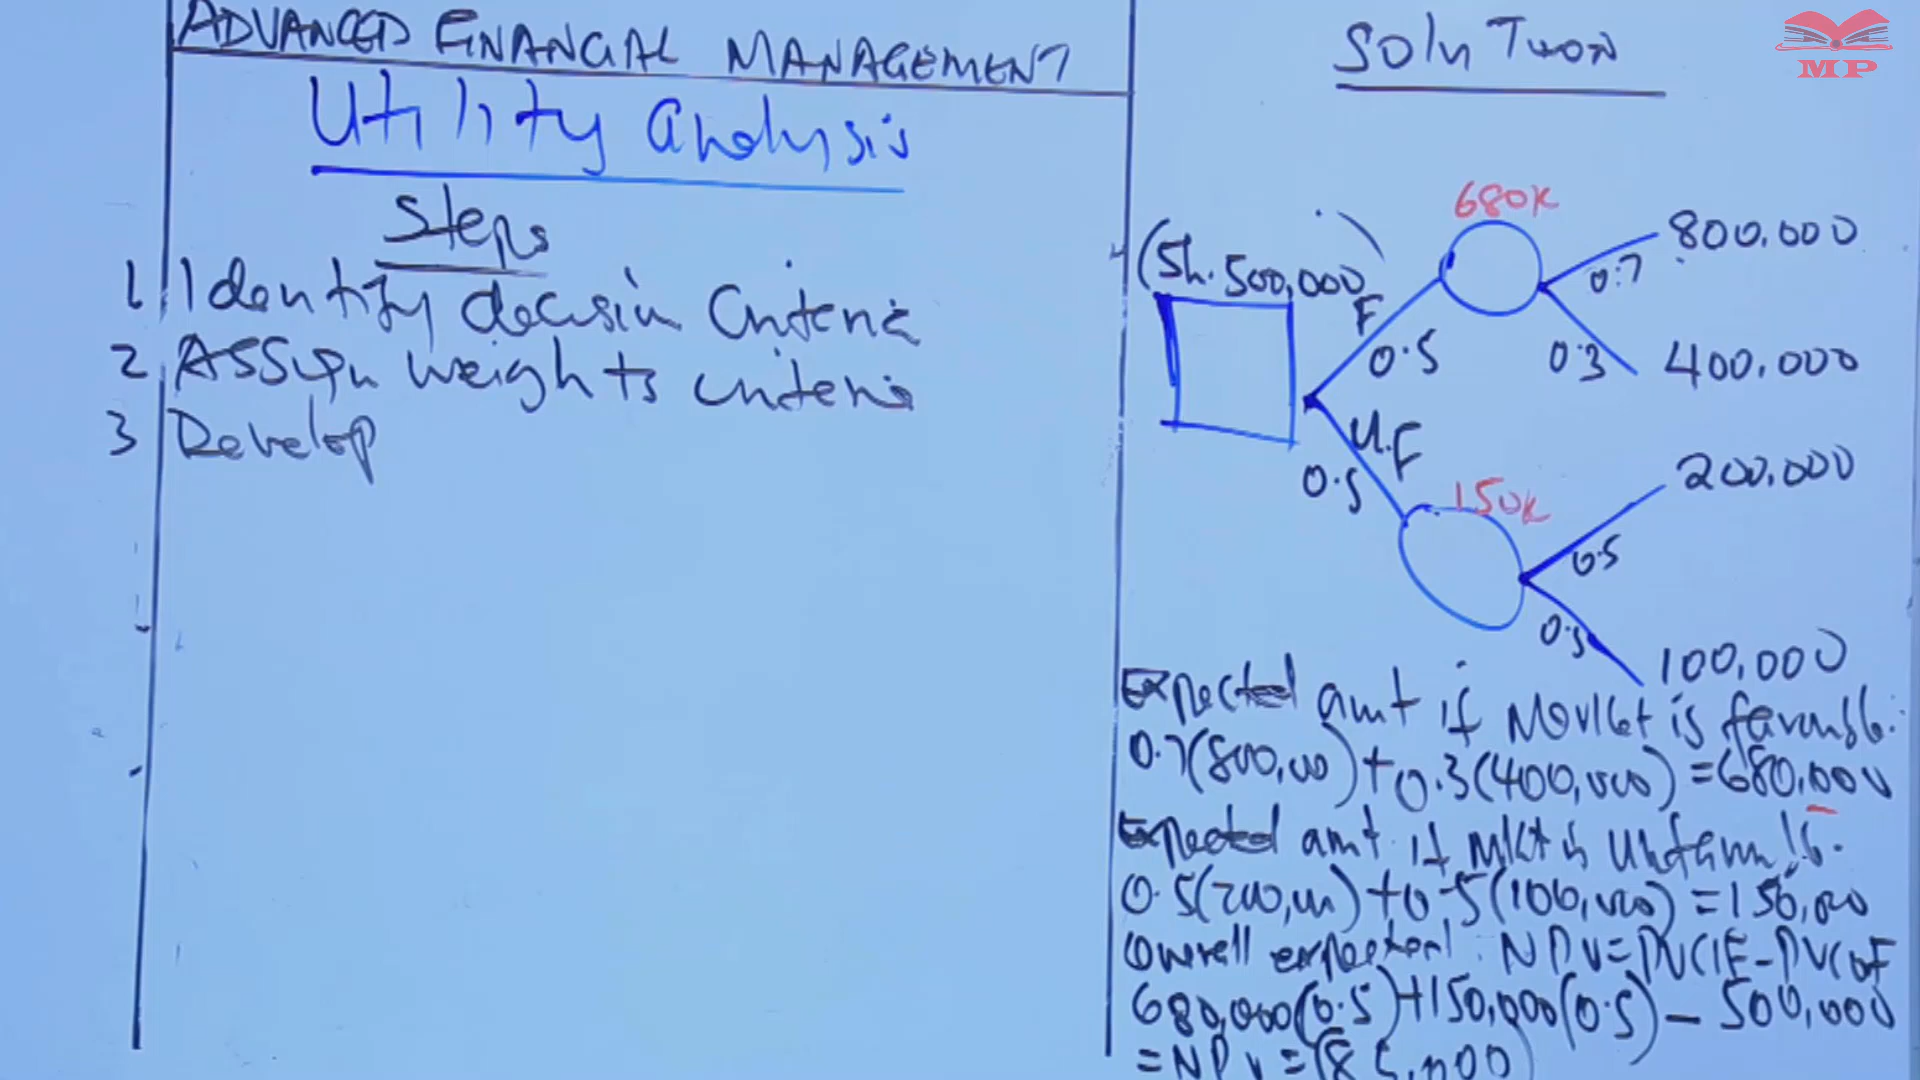 ADVANCED FINANCIAL MANAGEMENT
Utility analysis
Steps
1 Identify decision Criteria
2 Assign weights criteria
3 Develop
Solution
MP
(Sh. 500,000)
F
0.5
680K
800.000
0.7
0.3
400.000
U.F
0.5
150K
200.000
0.5
0.5
100,000
Expected amt if Market is favourable.
0.7(800,000)+0.3(400,000)=680,000
Expected amt. if mkt is
0.5(200,000)+0.5(100,000)=150,000
Overall NPV=PVCIF-PVCOF
680,000(0.5)+150,000(0.5)-500,000
=NPV=(85,000)